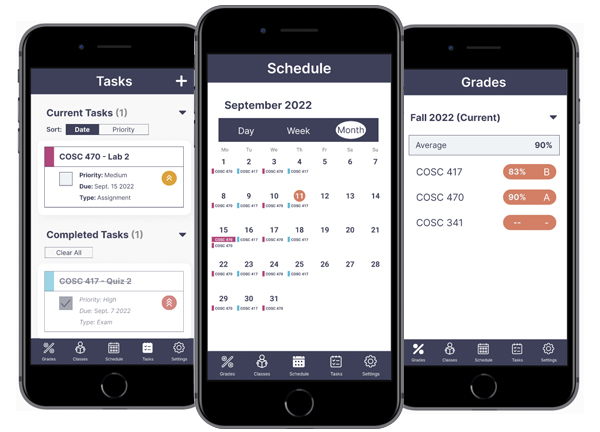 Tasks +
Current Tasks (1)
Sort: Date Priority
COSC 470 - Lab 2
Priority: Medium
Due: Sept. 15 2022
Type: Assignment
Completed Tasks (1)
Clear All
COSC 417 - Quiz 2
Priority: High
Due: Sept. 7 2022
Type: Exam
Grades Classes Schedule Tasks Settings
Schedule
September 2022
Day Week Month
Mo Tu We Th Fr Sa Su
1 2 3 4 5 6 7
COSC 470 COSC 417 COSC 470 COSC 417
8 9 10 11 12 13 14
COSC 470 COSC 417 COSC 470 COSC 417
15 16 17 18 19 20 21
COSC 470 COSC 417 COSC 470 COSC 417
COSC 470
22 23 24 25 26 27 28
COSC 470 COSC 417 COSC 470 COSC 417
29 30 31
COSC 470 COSC 417 COSC 470
Grades Classes Schedule Tasks Settings
Grades
Fall 2022 (Current)
Average 90%
COSC 417 83% B
COSC 470 90% A
COSC 341 -- -
Grades Classes Schedule Tasks Settings